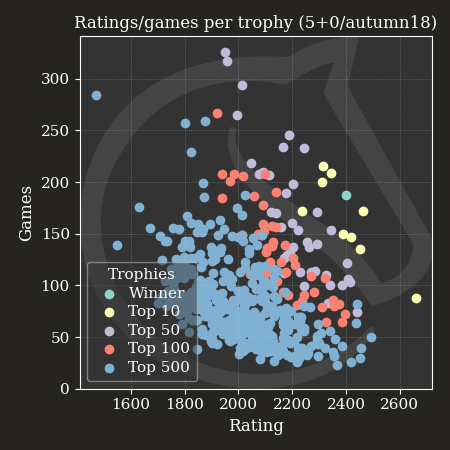 Ratings/games per trophy (5+0/autumn18)
300
250
200
150
100
50
0
Games
Trophies
Winner
Top 10
Top 50
Top 100
Top 500
1600 1800 2000 2200 2400 2600
Rating